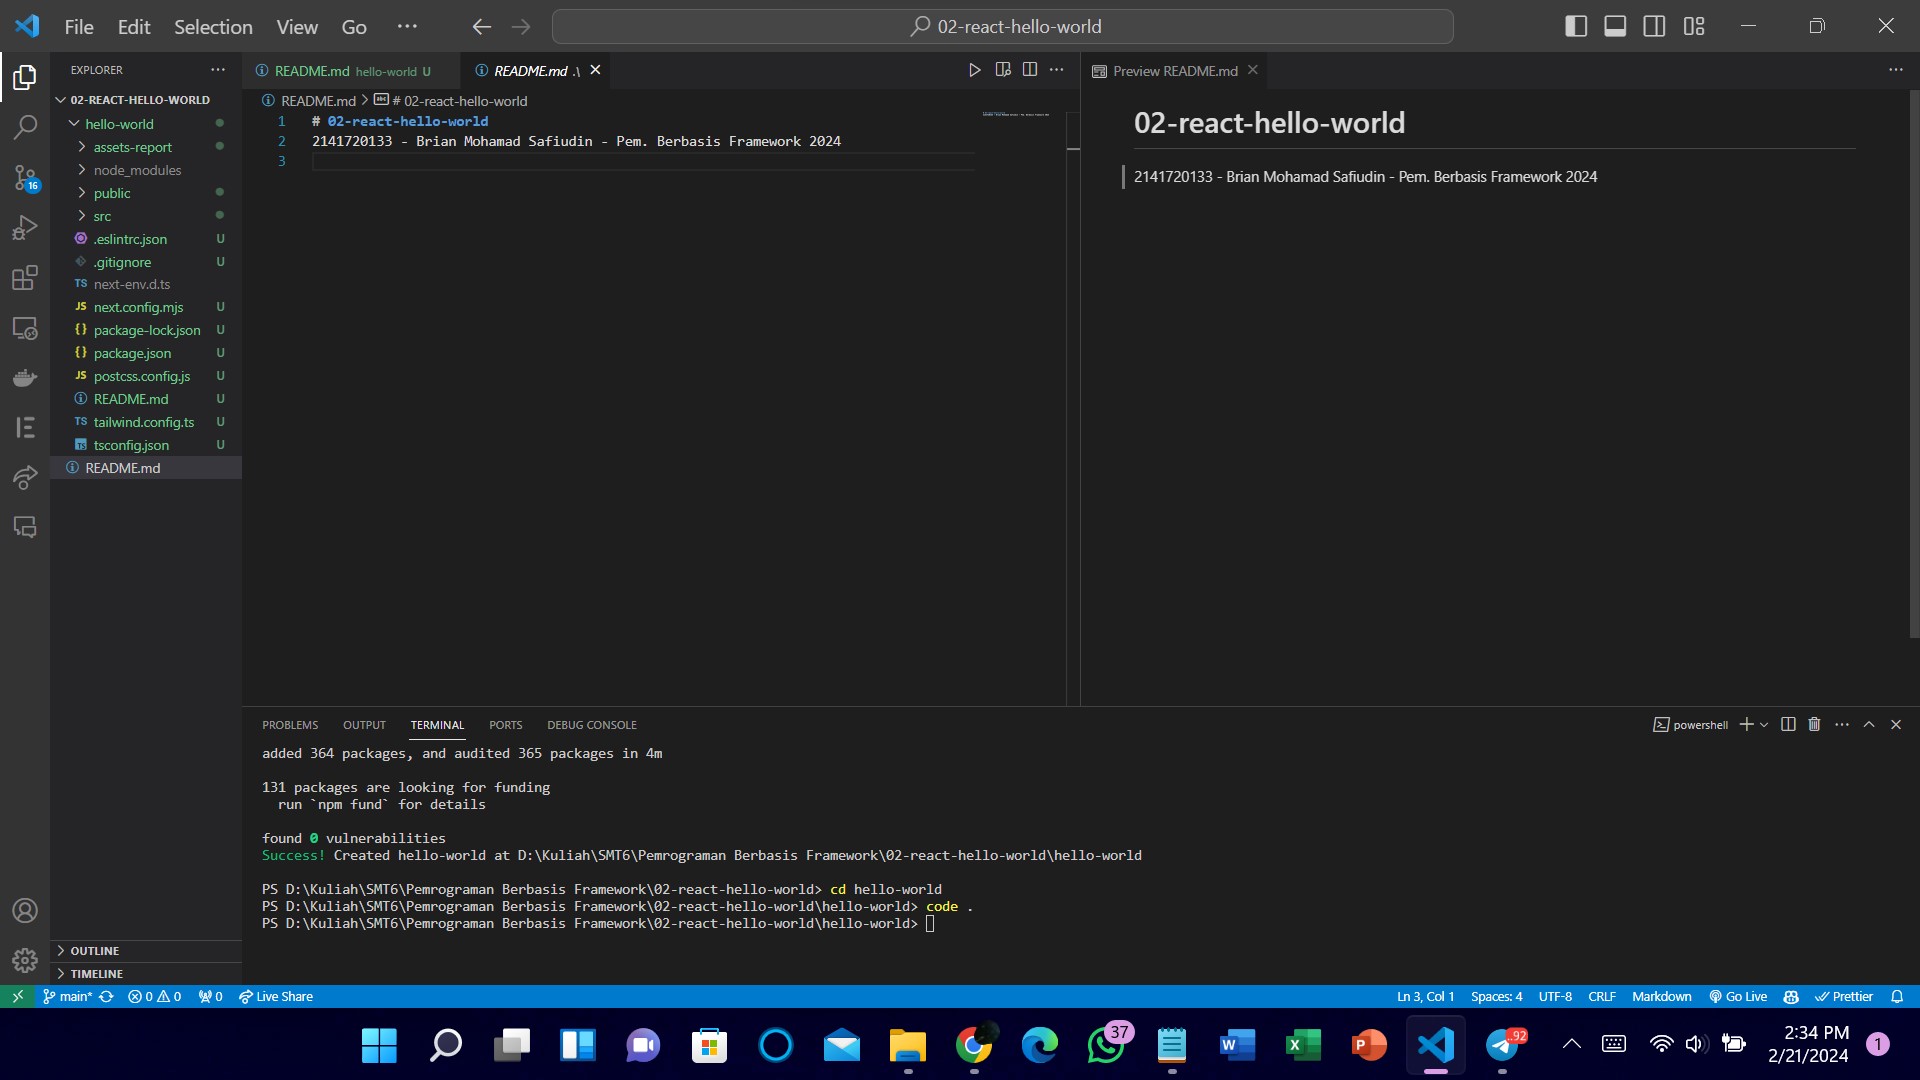 File Edit Selection View Go ···
02-react-hello-world
EXPLORER
02-REACT-HELLO-WORLD
hello-world
assets-report
node_modules
public
src
.eslintrc.json U
.gitignore U
TS next-env.d.ts
JS next.config.mjs U
{} package-lock.json U
{} package.json U
JS postcss.config.js U
README.md U
TS tailwind.config.ts U
TS tsconfig.json U
README.md
OUTLINE
TIMELINE
16
README.md hello-world U
README.md .\
README.md > # 02-react-hello-world
1 # 02-react-hello-world
2 2141720133 - Brian Mohamad Safiudin - Pem. Berbasis Framework 2024
3
Preview README.md
02-react-hello-world
2141720133 - Brian Mohamad Safiudin - Pem. Berbasis Framework 2024
PROBLEMS OUTPUT TERMINAL PORTS DEBUG CONSOLE
powershell
added 364 packages, and audited 365 packages in 4m
131 packages are looking for funding
run `npm fund` for details
found 0 vulnerabilities
Success! Created hello-world at D:\Kuliah\SMT6\Pemrograman Berbasis Framework\02-react-hello-world\hello-world
PS D:\Kuliah\SMT6\Pemrograman Berbasis Framework\02-react-hello-world> cd hello-world
PS D:\Kuliah\SMT6\Pemrograman Berbasis Framework\02-react-hello-world\hello-world> code .
PS D:\Kuliah\SMT6\Pemrograman Berbasis Framework\02-react-hello-world\hello-world>
main* 0 0 0 Live Share
Ln 3, Col 1 Spaces: 4 UTF-8 CRLF Markdown Go Live Prettier
37
W
X
P
92
2:34 PM
2/21/2024
1